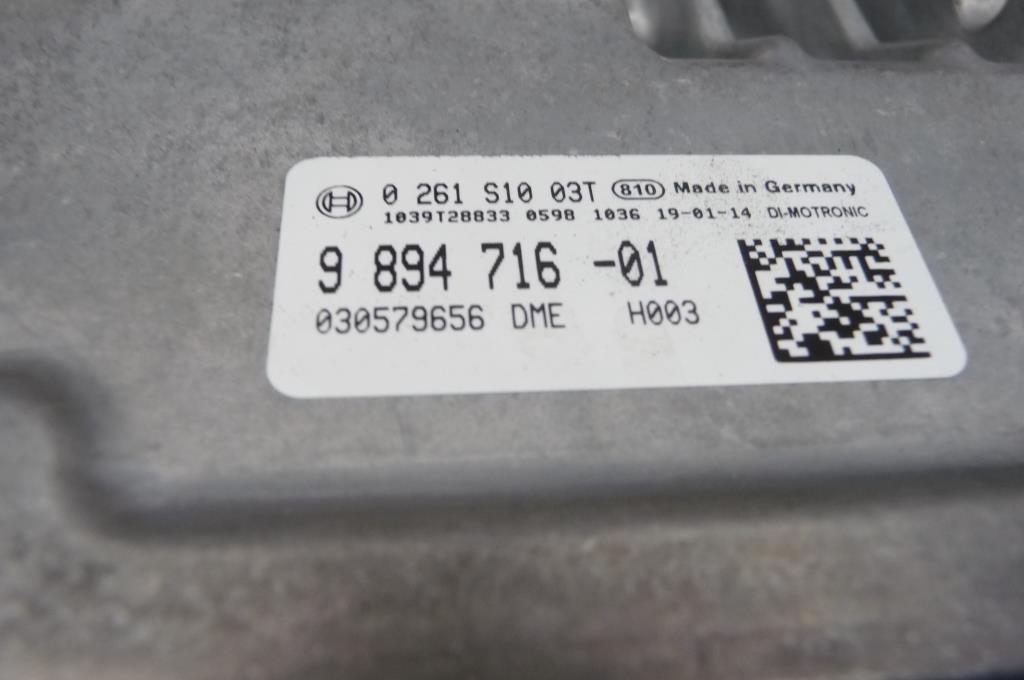 0 261 S10 03T 810 Made in Germany
1039T28833 0598 1036 19-01-14 DI-MOTRONIC
9 894 716 -01
030579656 DME H003